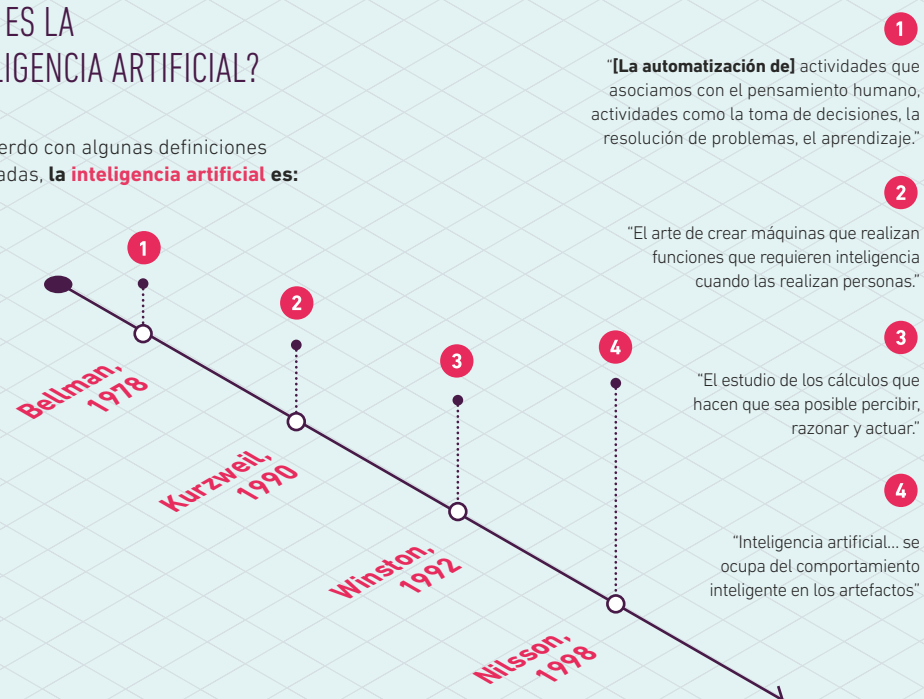 ES LA
LIGENCIA ARTIFICIAL?
erdo con algunas definiciones
adas, la inteligencia artificial es:
1
Bellman,
1978
2
Kurzweil,
1990
3
Winston,
1992
4
Nilsson,
1998
1
“[La automatización de] actividades que
asociamos con el pensamiento humano,
actividades como la toma de decisiones, la
resolución de problemas, el aprendizaje.”
2
“El arte de crear máquinas que realizan
funciones que requieren inteligencia
cuando las realizan personas.”
3
“El estudio de los cálculos que
hacen que sea posible percibir,
razonar y actuar.”
4
“Inteligencia artificial... se
ocupa del comportamiento
inteligente en los artefactos”